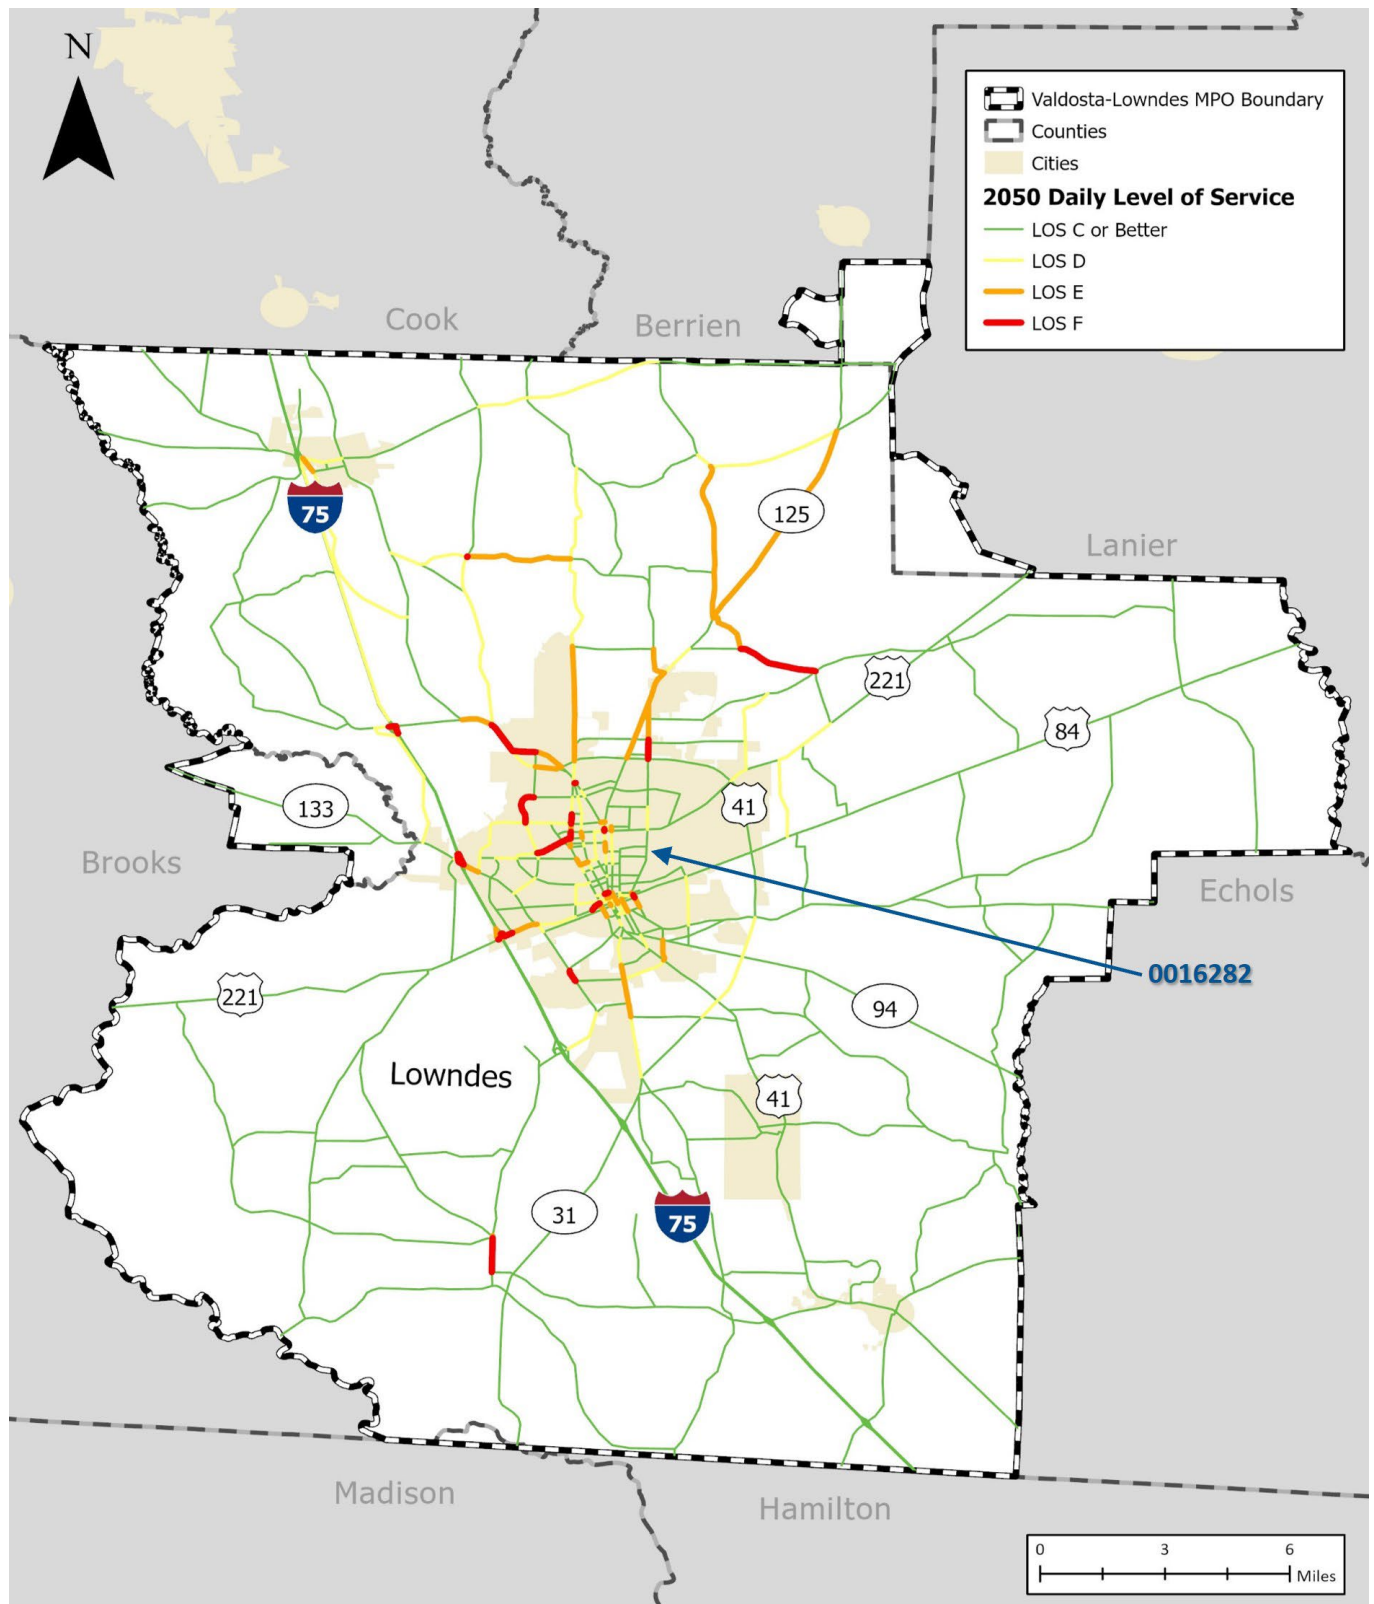 N
Valdosta-Lowndes MPO Boundary
Counties
Cities
2050 Daily Level of Service
LOS C or Better
LOS D
LOS E
LOS F
Cook
Berrien
75
125
Lanier
221
84
133
41
Brooks
Echols
0016282
221
94
Lowndes
41
31
75
Madison
Hamilton
0 3 6
Miles